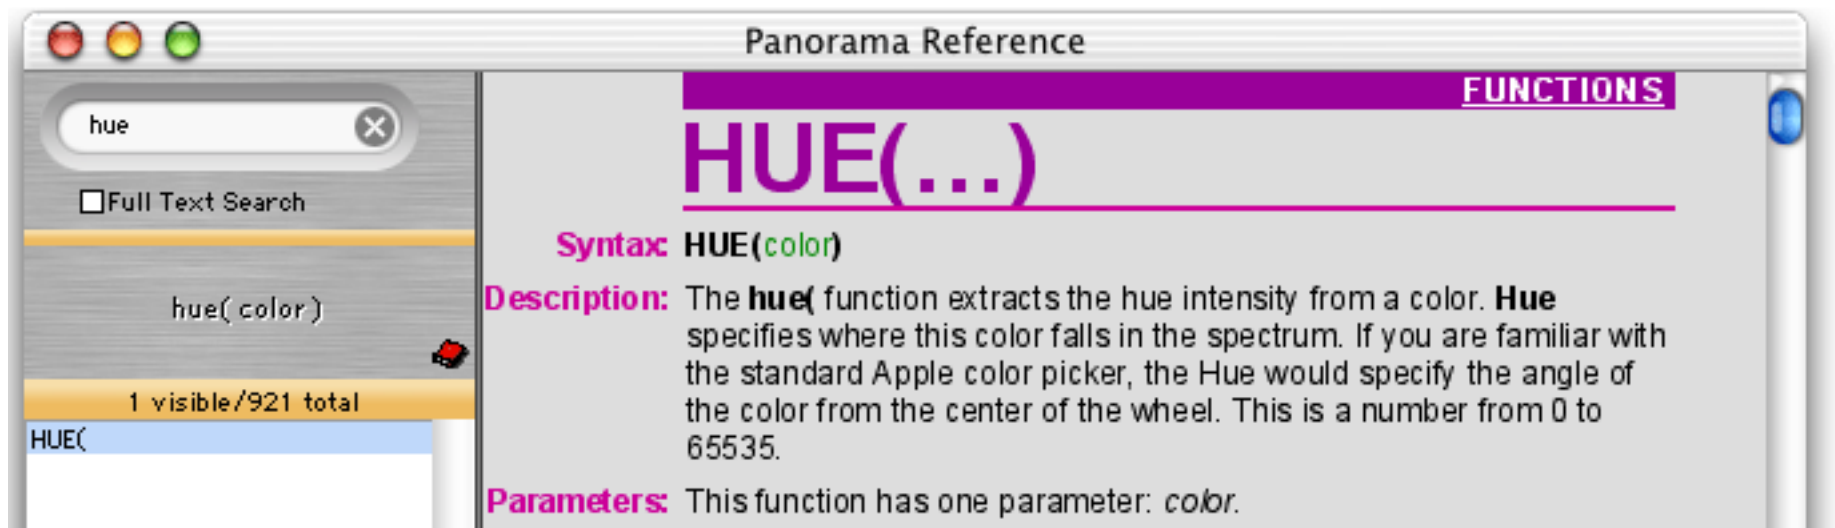 Panorama Reference
hue
Full Text Search
hue( color )
1 visible/921 total
HUE(
FUNCTIONS
HUE(...)
Syntax: HUE(color)
Description: The hue( function extracts the hue intensity from a color. Hue
specifies where this color falls in the spectrum. If you are familiar with
the standard Apple color picker, the Hue would specify the angle of
the color from the center of the wheel. This is a number from 0 to
65535.
Parameters: This function has one parameter: color.